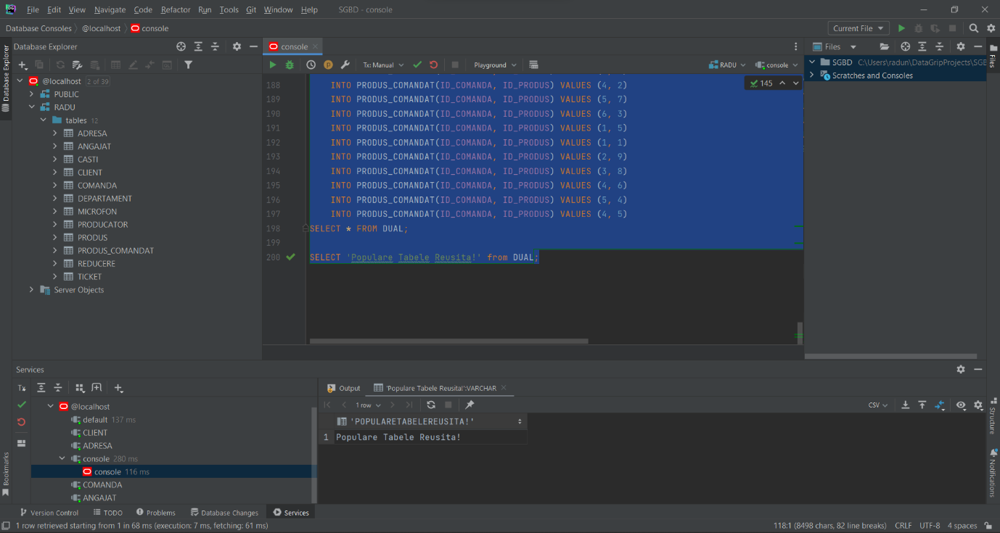 File Edit View Navigate Code Refactor Run Tools Git Window Help SGBD - console
Database Consoles @localhost console Current File
Database Explorer
console
Files
Tx: Manual Playground RADU console
@localhost 2 of 39
PUBLIC
RADU
tables 12
ADRESA
ANGAJAT
CASTI
CLIENT
COMANDA
DEPARTAMENT
MICROFON
PRODUCATOR
PRODUS
PRODUS_COMANDAT
REDUCERE
TICKET
Server Objects
188 INTO PRODUS_COMANDAT(ID_COMANDA, ID_PRODUS) VALUES (4, 2)
189 INTO PRODUS_COMANDAT(ID_COMANDA, ID_PRODUS) VALUES (5, 7)
190 INTO PRODUS_COMANDAT(ID_COMANDA, ID_PRODUS) VALUES (6, 3)
191 INTO PRODUS_COMANDAT(ID_COMANDA, ID_PRODUS) VALUES (1, 5)
192 INTO PRODUS_COMANDAT(ID_COMANDA, ID_PRODUS) VALUES (1, 1)
193 INTO PRODUS_COMANDAT(ID_COMANDA, ID_PRODUS) VALUES (2, 9)
194 INTO PRODUS_COMANDAT(ID_COMANDA, ID_PRODUS) VALUES (3, 8)
195 INTO PRODUS_COMANDAT(ID_COMANDA, ID_PRODUS) VALUES (4, 6)
196 INTO PRODUS_COMANDAT(ID_COMANDA, ID_PRODUS) VALUES (5, 4)
197 INTO PRODUS_COMANDAT(ID_COMANDA, ID_PRODUS) VALUES (4, 5)
198 SELECT * FROM DUAL;
199
200 SELECT 'Populare Tabele Reusita!' from DUAL;
145
SGBD C:\Users\radun\DataGripProjects\SGB
Scratches and Consoles
Database Explorer
Files
Services
Tx
@localhost
default 137 ms
CLIENT
ADRESA
console 280 ms
console 116 ms
COMANDA
ANGAJAT
Output 'Populare Tabele Reusita!':VARCHAR
1 row CSV
'POPULARETABELEREUSITA!'
1 Populare Tabele Reusita!
Bookmarks
Structure
Notifications
Version Control TODO Problems Database Changes Services
1 row retrieved starting from 1 in 68 ms (execution: 7 ms, fetching: 61 ms) 118:1 (8498 chars, 82 line breaks) CRLF UTF-8 4 spaces